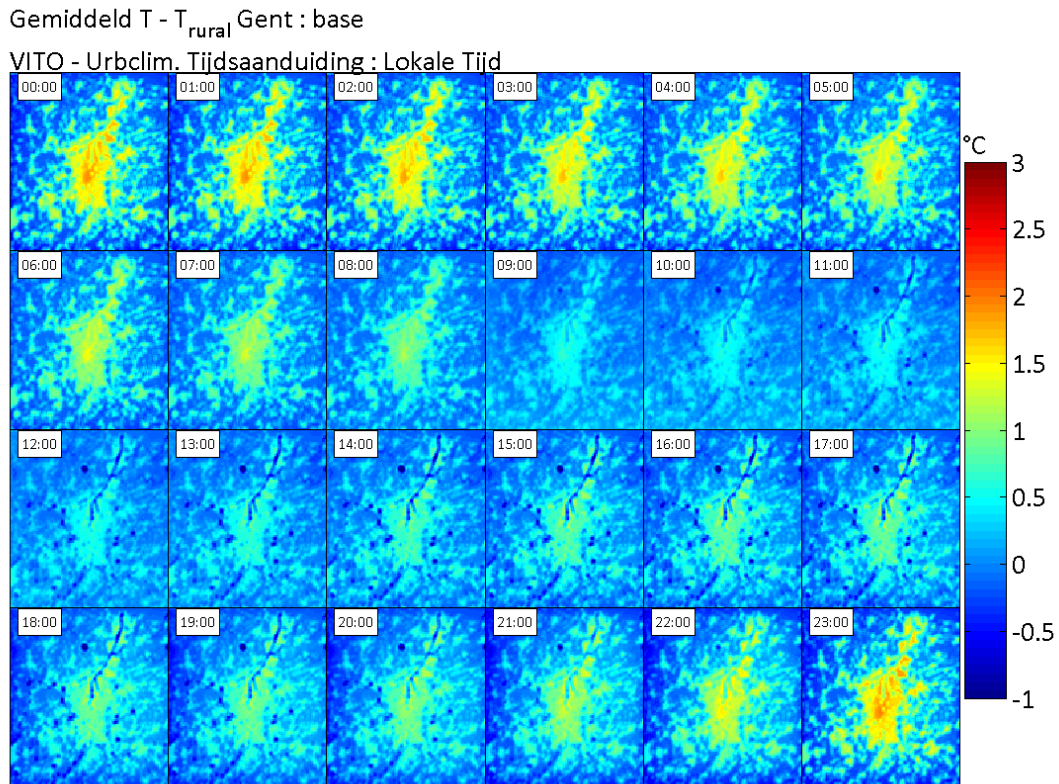 Gemiddeld T - Trural Gent : base
VITO - Urbclim. Tijdsaanduiding : Lokale Tijd
00:00 01:00 02:00 03:00 04:00 05:00
°C
3
2.5
06:00 07:00 08:00 09:00 10:00 11:00
2
1.5
1
12:00 13:00 14:00 15:00 16:00 17:00
0.5
0
18:00 19:00 20:00 21:00 22:00 23:00
-0.5
-1